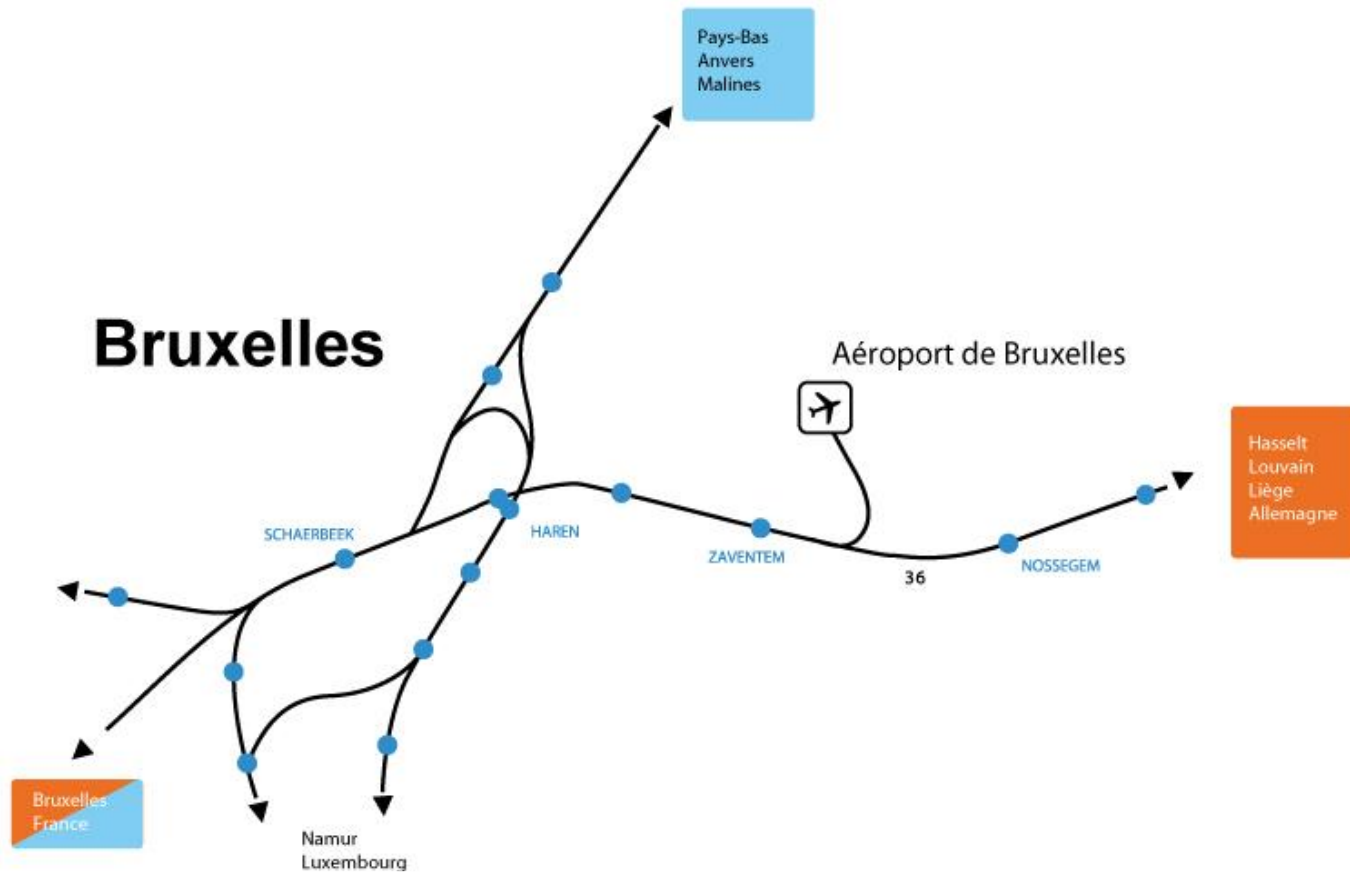 Pays-Bas
Anvers
Malines
Bruxelles
Aéroport de Bruxelles
Hasselt
Louvain
Liège
Allemagne
SCHAERBEEK
HAREN
ZAVENTEM
NOSSEGEM
36
Bruxelles
France
Namur
Luxembourg